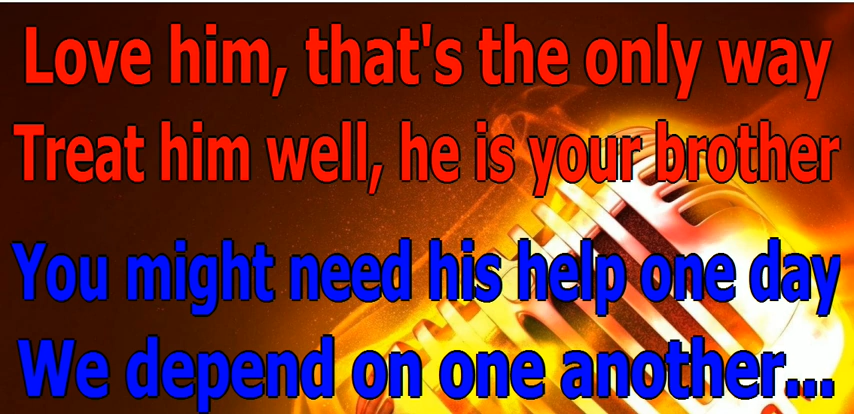 Love him, that's the only way
Treat him well, he is your brother
You might need his help one day
We depend on one another...